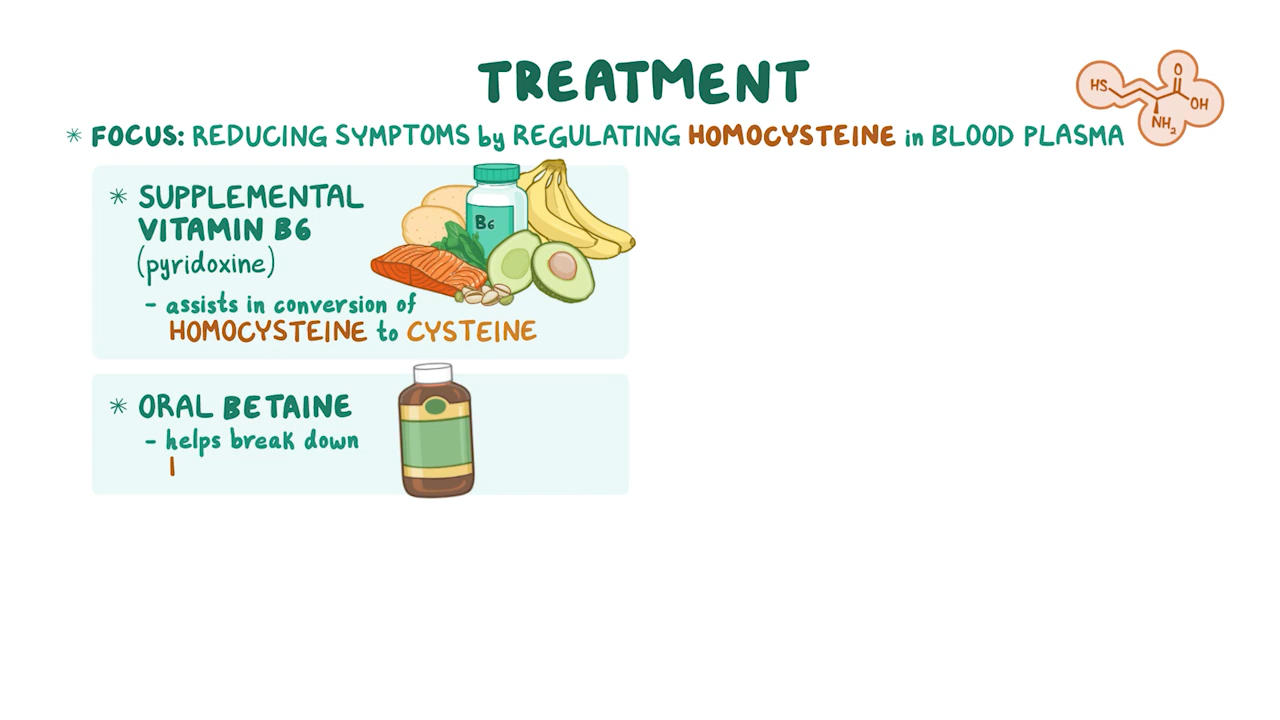 TREATMENT
* FOCUS: REDUCING SYMPTOMS by REGULATING HOMOCYSTEINE in BLOOD PLASMA
HS
O
OH
NH₂
* SUPPLEMENTAL
VITAMIN B6
(pyridoxine)
B6
- assists in conversion of
HOMOCYSTEINE to CYSTEINE
* ORAL BETAINE
- helps break down